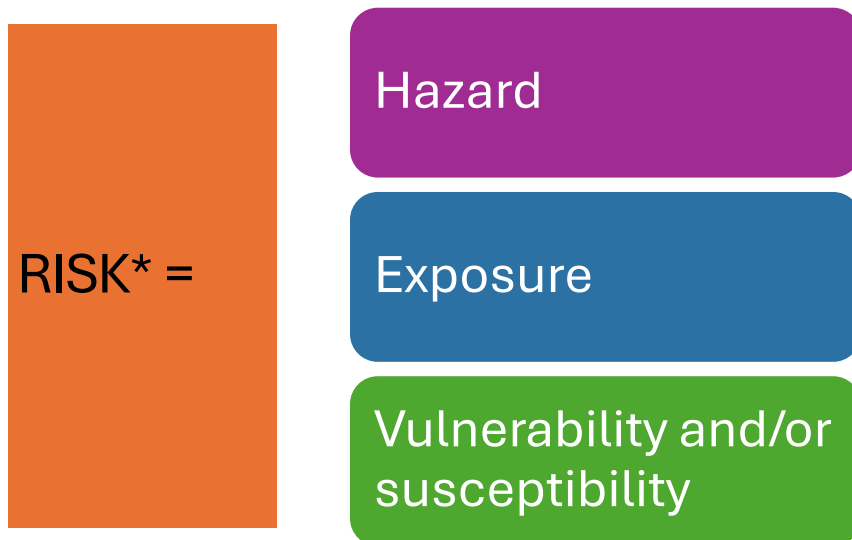 RISK* =
Hazard
Exposure
Vulnerability and/or
susceptibility